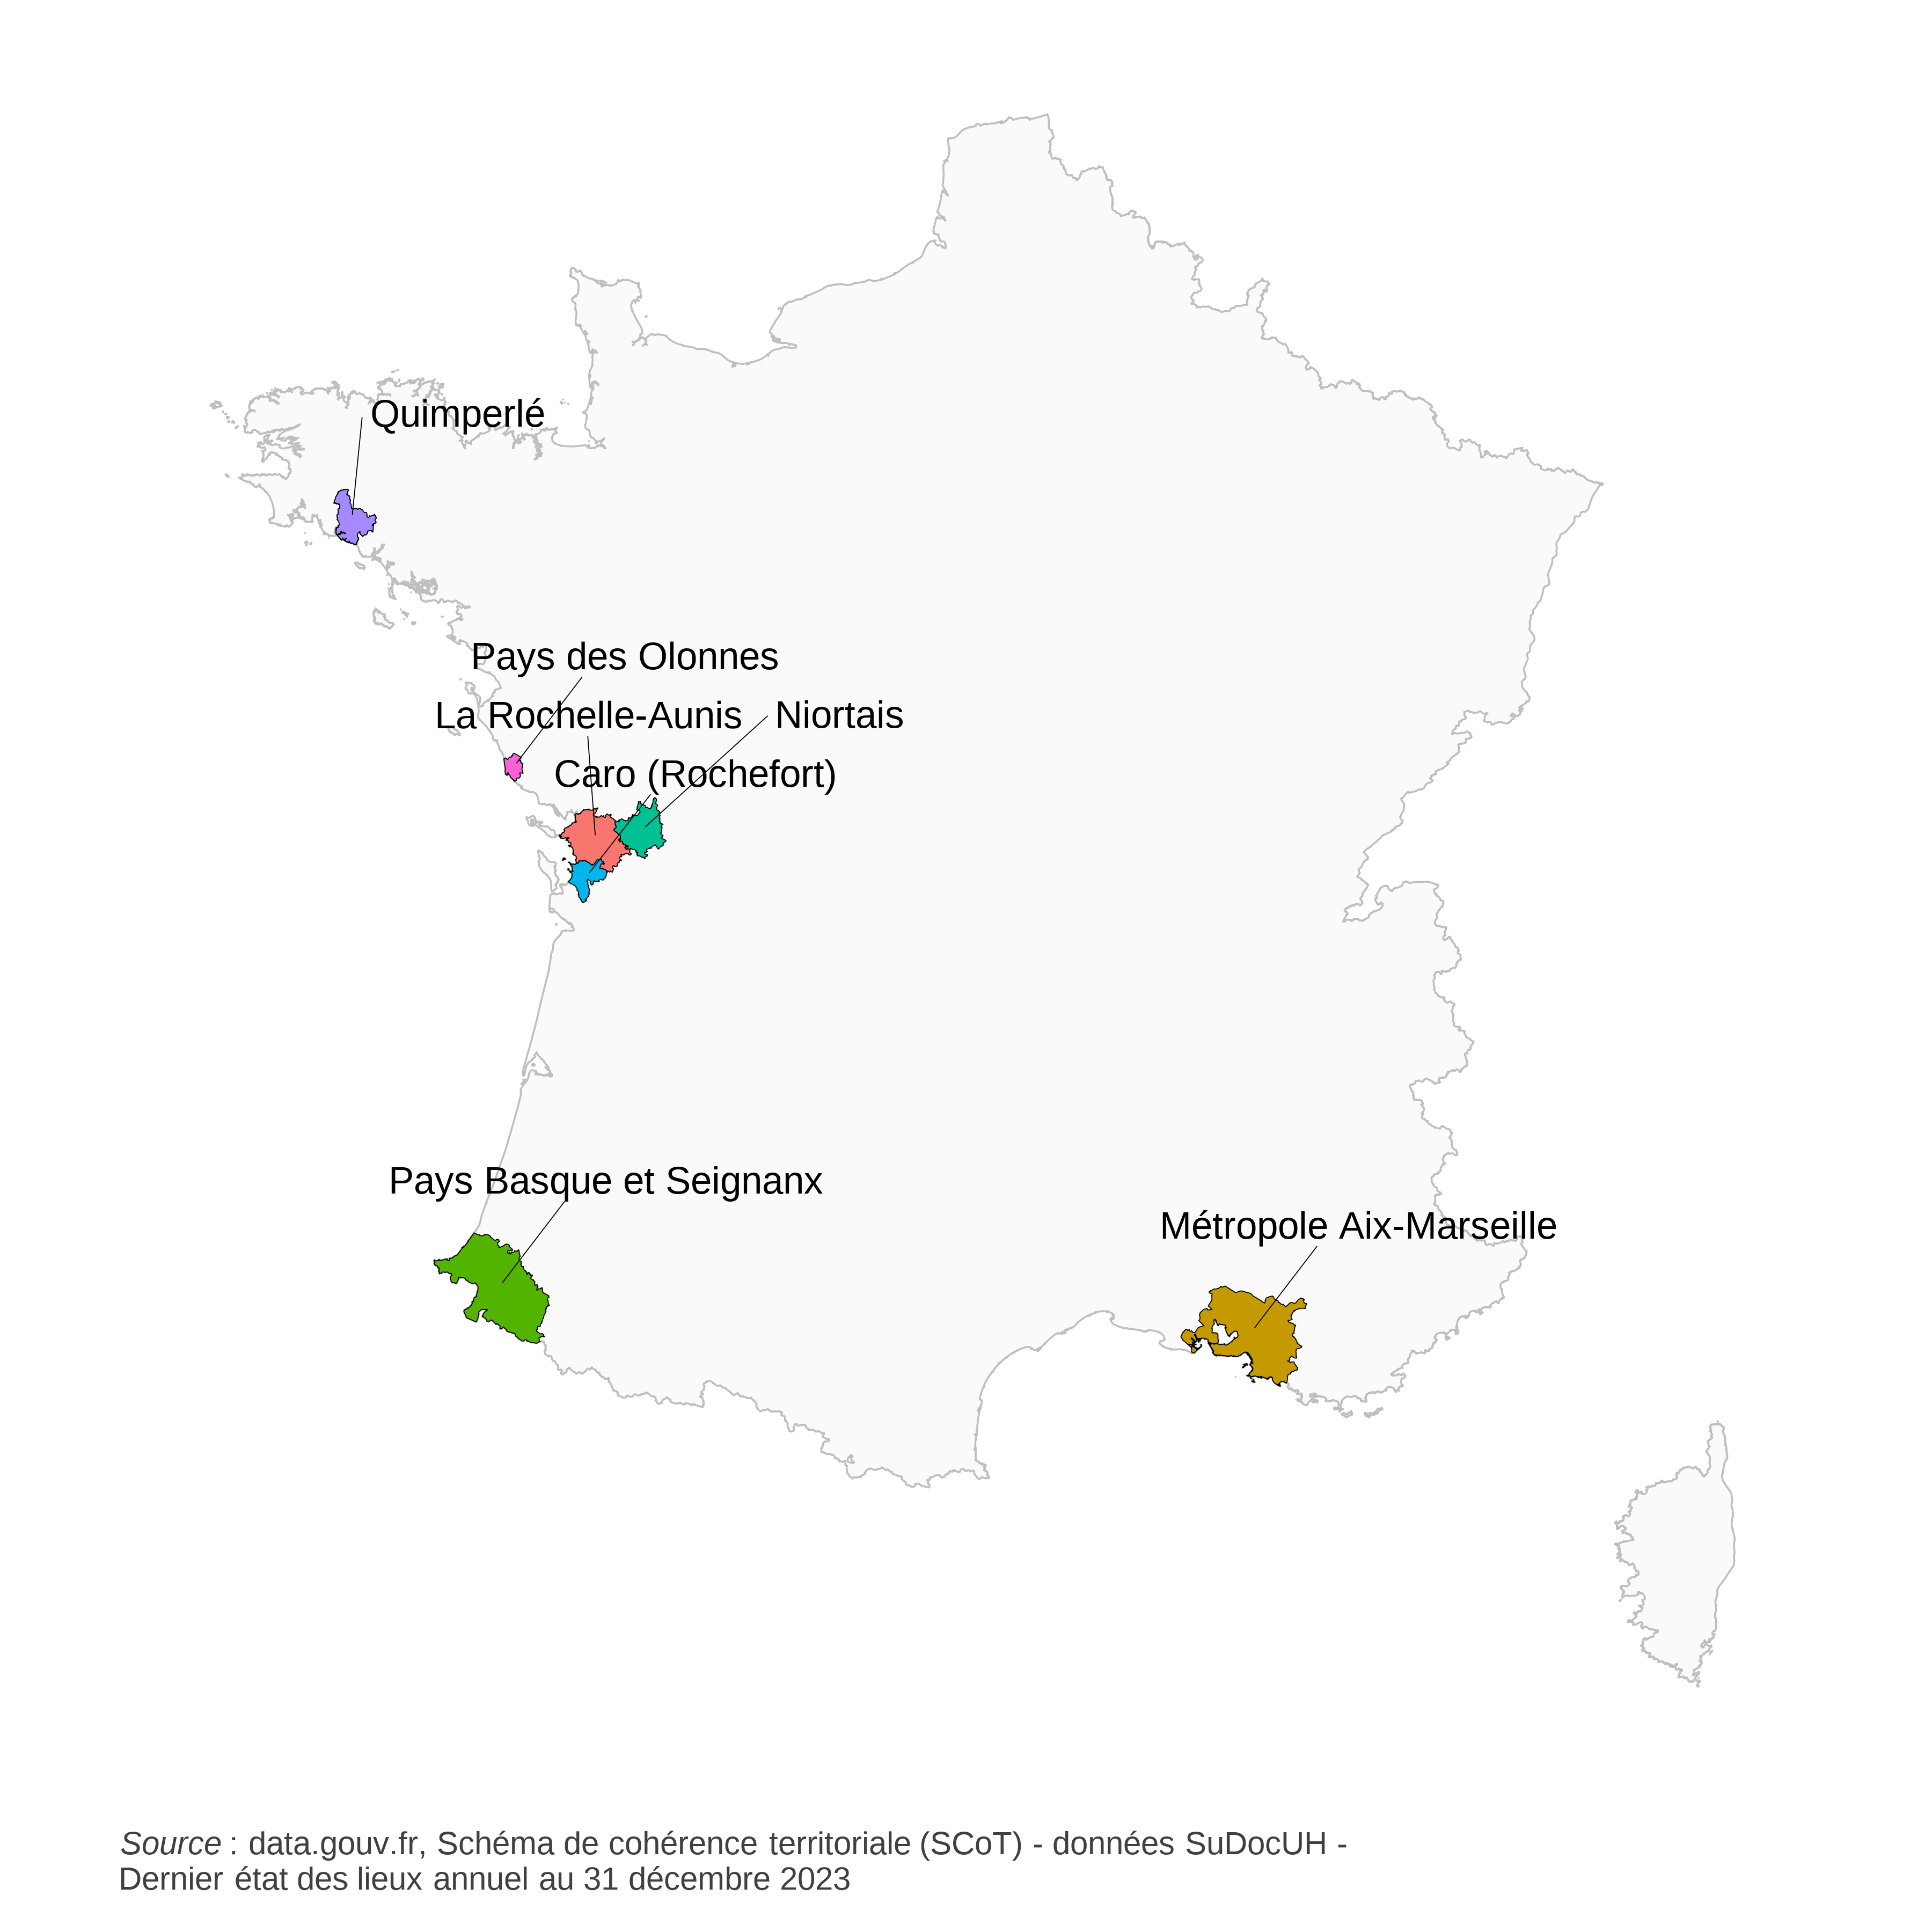 Quimperlé
Pays des Olonnes
La Rochelle-Aunis
Niortais
Caro (Rochefort)
Pays Basque et Seignanx
Métropole Aix-Marseille
Source : data.gouv.fr, Schéma de cohérence territoriale (SCoT) - données SuDocUH -
Dernier état des lieux annuel au 31 décembre 2023